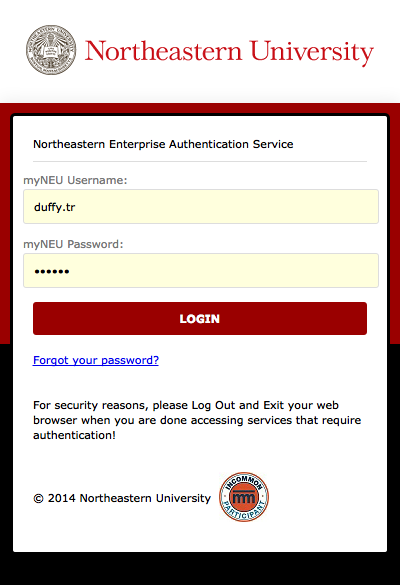 Northeastern University
Northeastern Enterprise Authentication Service
myNEU Username:
duffy.tr
myNEU Password:
••••••
LOGIN
Forgot your password?
For security reasons, please Log Out and Exit your web
browser when you are done accessing services that require
authentication!
© 2014 Northeastern University
INCOMMON
PARTICIPANT